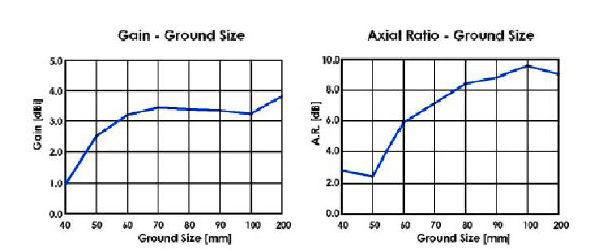 Gain - Ground Size
5.0
4.0
3.0
2.0
1.0
0.0
Gain [dBi]
40 50 60 70 80 90 100 200
Ground Size [mm]
Axial Ratio - Ground Size
10.0
8.0
6.0
4.0
2.0
0.0
A.R. [dB]
40 50 60 70 80 90 100 200
Ground Size [mm]